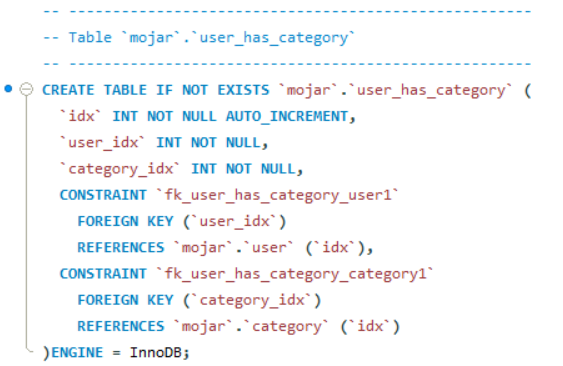 -- -----------------------------------------------------
-- Table `mojar`.`user_has_category`
-- -----------------------------------------------------
CREATE TABLE IF NOT EXISTS `mojar`.`user_has_category` (
  `idx` INT NOT NULL AUTO_INCREMENT,
  `user_idx` INT NOT NULL,
  `category_idx` INT NOT NULL,
  CONSTRAINT `fk_user_has_category_user1`
    FOREIGN KEY (`user_idx`)
    REFERENCES `mojar`.`user` (`idx`),
  CONSTRAINT `fk_user_has_category_category1`
    FOREIGN KEY (`category_idx`)
    REFERENCES `mojar`.`category` (`idx`)
)ENGINE = InnoDB;